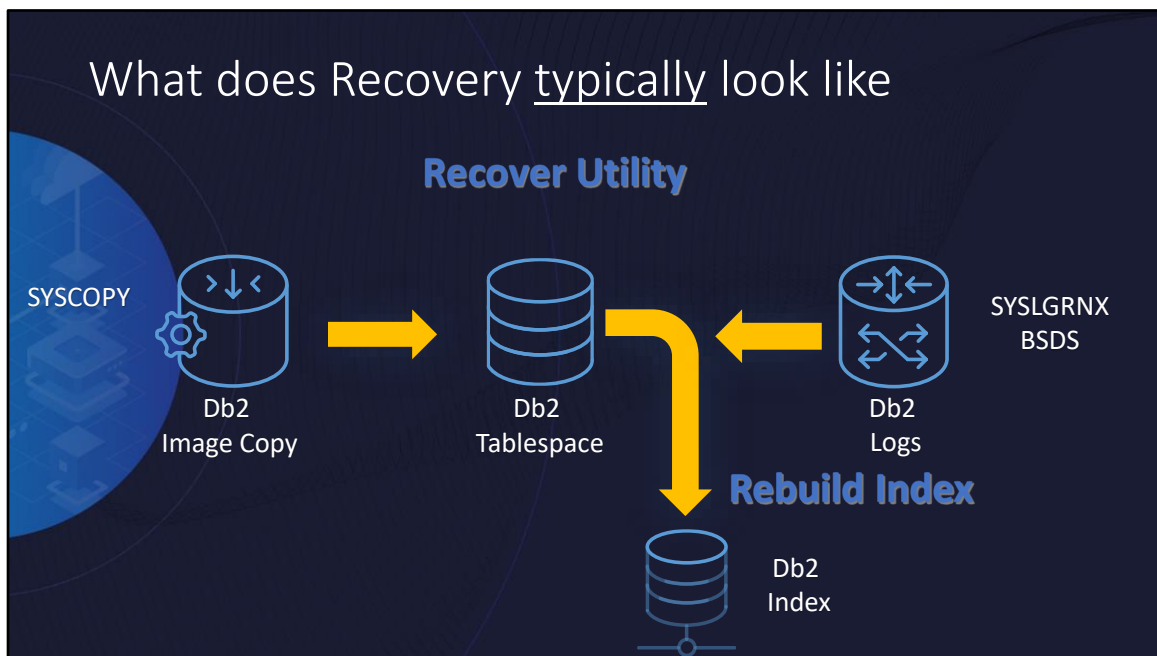 What does Recovery typically look like
Recover Utility
SYSCOPY
SYSLGRNX
BSDS
Db2
Image Copy
Db2
Tablespace
Db2
Logs
Rebuild Index
Db2
Index